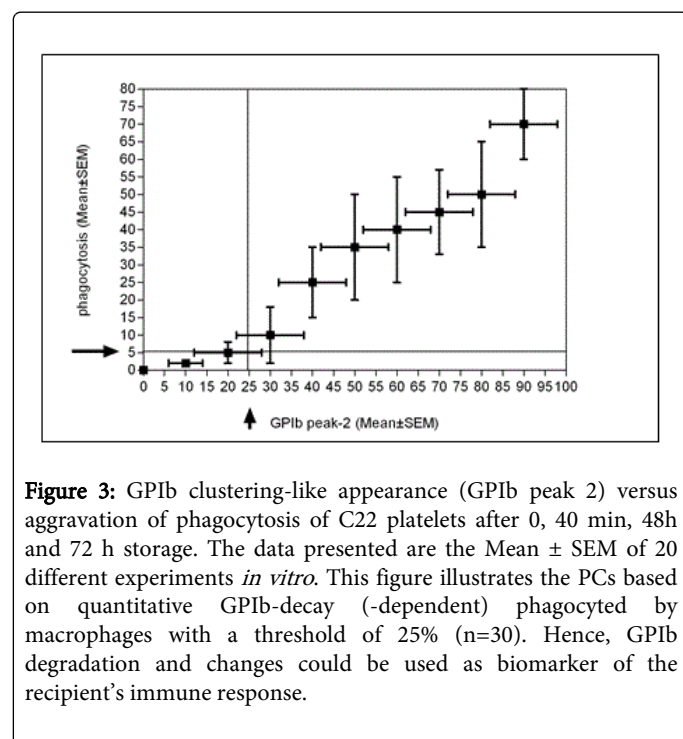 80
75
70
65
60
55
50
45
40
35
30
25
20
15
10
5
0
phagocytosis (Mean±SEM)
0 5 10 15 20 25 30 35 40 45 50 55 60 65 70 75 80 85 90 95 100
GPIb peak-2 (Mean±SEM)
Figure 3: GPIb clustering-like appearance (GPIb peak 2) versus
aggravation of phagocytosis of C22 platelets after 0, 40 min, 48h
and 72 h storage. The data presented are the Mean ± SEM of 20
different experiments in vitro. This figure illustrates the PCs based
on quantitative GPIb-decay (-dependent) phagocyted by
macrophages with a threshold of 25% (n=30). Hence, GPIb
degradation and changes could be used as biomarker of the
recipient's immune response.